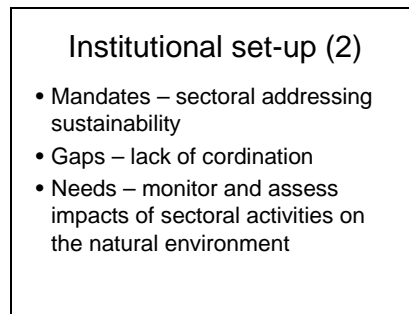 Institutional set-up (2)
• Mandates – sectoral addressing
sustainability
• Gaps – lack of cordination
• Needs – monitor and assess
impacts of sectoral activities on
the natural environment